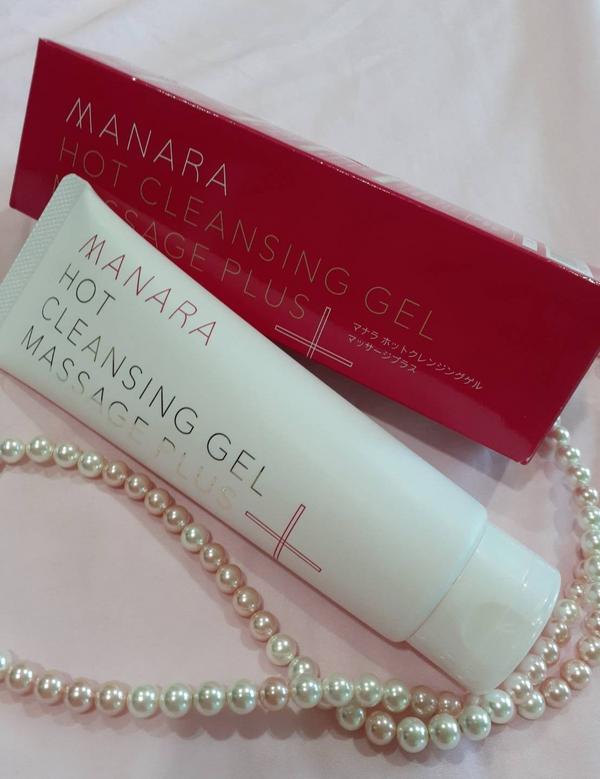 MANARA
HOT CLEANSING GEL
MASSAGE PLUS
マナラ ホットクレンジングゲル
マッサージプラス
MANARA
HOT
CLEANSING GEL
MASSAGE PLUS